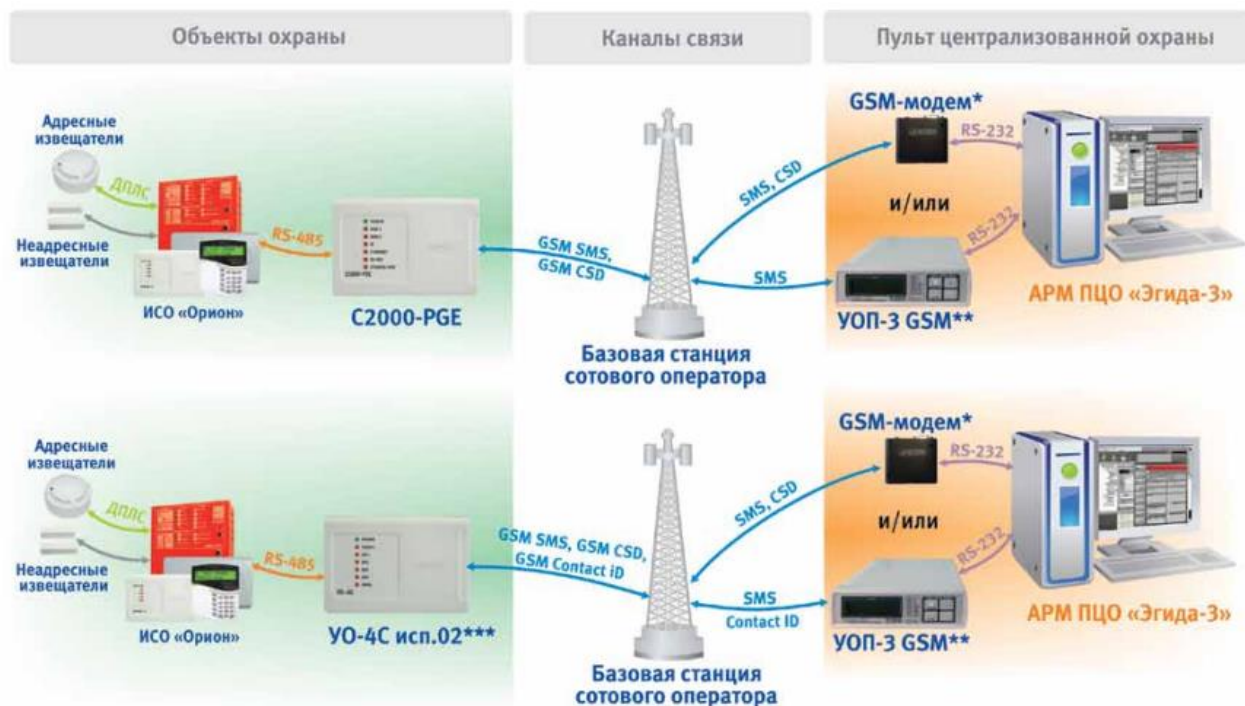 Объекты охраны
Каналы связи
Пульт централизованной охраны
Адресные
извещатели
ДПЛС
Неадресные
извещатели
ИСО «Орион»
RS-485
С2000-PGE
GSM SMS,
GSM CSD
Базовая станция
сотового оператора
SMS, CSD
SMS
GSM-модем*
RS-232
и/или
RS-232
УОП-3 GSM**
АРМ ПЦО «Эгида-3»
Адресные
извещатели
ДПЛС
Неадресные
извещатели
ИСО «Орион»
RS-485
УО-4С исп.02***
GSM SMS, GSM CSD,
GSM Contact iD
Базовая станция
сотового оператора
SMS, CSD
SMS
Contact ID
GSM-модем*
RS-232
и/или
RS-232
УОП-3 GSM**
АРМ ПЦО «Эгида-3»